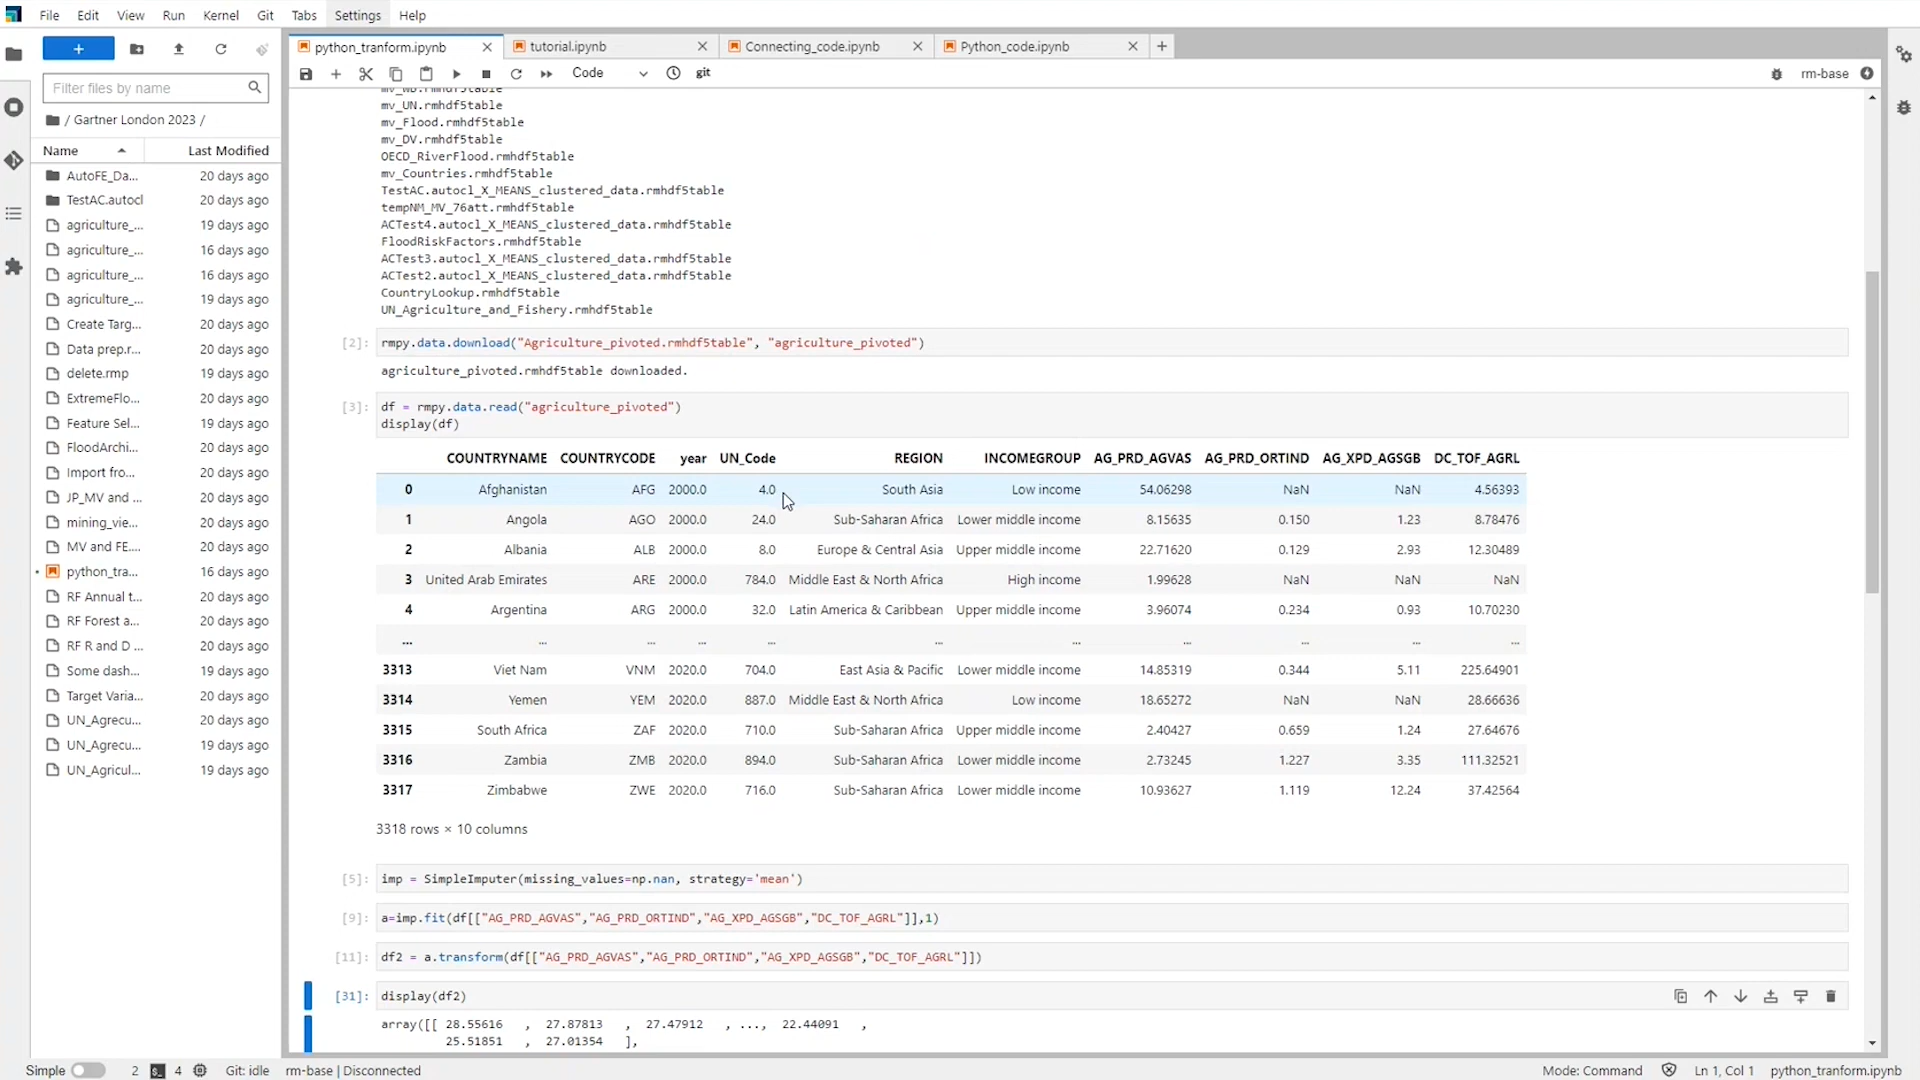 File Edit View Run Kernel Git Tabs Settings Help
+
Filter files by name
/ Gartner London 2023 /
Name Last Modified
AutoFE_Da... 20 days ago
TestAC.autocl 20 days ago
agriculture_... 19 days ago
agriculture_... 16 days ago
agriculture_... 16 days ago
agriculture_... 19 days ago
Create Targ... 20 days ago
Data prep.r... 20 days ago
delete.rmp 19 days ago
ExtremeFlo... 20 days ago
Feature Sel... 20 days ago
FloodArchi... 20 days ago
Import fro... 20 days ago
JP_MV and ... 20 days ago
mining_vie... 20 days ago
MV and FE.... 20 days ago
python_tra... 16 days ago
RF Annual t... 20 days ago
RF Forest a... 20 days ago
RF R and D ... 20 days ago
Some dash... 19 days ago
Target Varia... 20 days ago
UN_Agrecu... 20 days ago
UN_Agrecu... 19 days ago
UN_Agricul... 19 days ago
python_tranform.ipynb tutorial.ipynb Connecting_code.ipynb Python_code.ipynb
Code git rm-base
mv_WB.rmhdf5table
mv_UN.rmhdf5table
mv_Flood.rmhdf5table
mv_DV.rmhdf5table
OECD_RiverFlood.rmhdf5table
mv_Countries.rmhdf5table
TestAC.autocl_X_MEANS_clustered_data.rmhdf5table
tempNM_MV_76att.rmhdf5table
ACTest4.autocl_X_MEANS_clustered_data.rmhdf5table
FloodRiskFactors.rmhdf5table
ACTest3.autocl_X_MEANS_clustered_data.rmhdf5table
ACTest2.autocl_X_MEANS_clustered_data.rmhdf5table
CountryLookup.rmhdf5table
UN_Agriculture_and_Fishery.rmhdf5table
[2]: rmpy.data.download("Agriculture_pivoted.rmhdf5table", "agriculture_pivoted")
agriculture_pivoted.rmhdf5table downloaded.
[3]: df = rmpy.data.read("agriculture_pivoted")
display(df)
COUNTRYNAME COUNTRYCODE year UN_Code REGION INCOMEGROUP AG_PRD_AGVAS AG_PRD_ORTIND AG_XPD_AGSGB DC_TOF_AGRL
0 Afghanistan AFG 2000.0 4.0 South Asia Low income 54.06298 NaN NaN 4.56393
1 Angola AGO 2000.0 24.0 Sub-Saharan Africa Lower middle income 8.15635 0.150 1.23 8.78476
2 Albania ALB 2000.0 8.0 Europe & Central Asia Upper middle income 22.71620 0.129 2.93 12.30489
3 United Arab Emirates ARE 2000.0 784.0 Middle East & North Africa High income 1.99628 NaN NaN NaN
4 Argentina ARG 2000.0 32.0 Latin America & Caribbean Upper middle income 3.96074 0.234 0.93 10.70230
... ... ... ... ... ... ... ... ... ... ...
3313 Viet Nam VNM 2020.0 704.0 East Asia & Pacific Lower middle income 14.85319 0.344 5.11 225.64901
3314 Yemen YEM 2020.0 887.0 Middle East & North Africa Low income 18.65272 NaN NaN 28.66636
3315 South Africa ZAF 2020.0 710.0 Sub-Saharan Africa Upper middle income 2.40427 0.659 1.24 27.64676
3316 Zambia ZMB 2020.0 894.0 Sub-Saharan Africa Lower middle income 2.73245 1.227 3.35 111.32521
3317 Zimbabwe ZWE 2020.0 716.0 Sub-Saharan Africa Lower middle income 10.93627 1.119 12.24 37.42564
3318 rows × 10 columns
[5]: imp = SimpleImputer(missing_values=np.nan, strategy='mean')
[9]: a=imp.fit(df[["AG_PRD_AGVAS","AG_PRD_ORTIND","AG_XPD_AGSGB","DC_TOF_AGRL"]],1)
[11]: df2 = a.transform(df[["AG_PRD_AGVAS","AG_PRD_ORTIND","AG_XPD_AGSGB","DC_TOF_AGRL"]])
[31]: display(df2)
array([[ 28.55616 , 27.87813 , 27.47912 , ..., 22.44091 ,
25.51851 , 27.01354 ],
Simple 2 4 Git: idle rm-base | Disconnected Mode: Command Ln 1, Col 1 python_tranform.ipynb